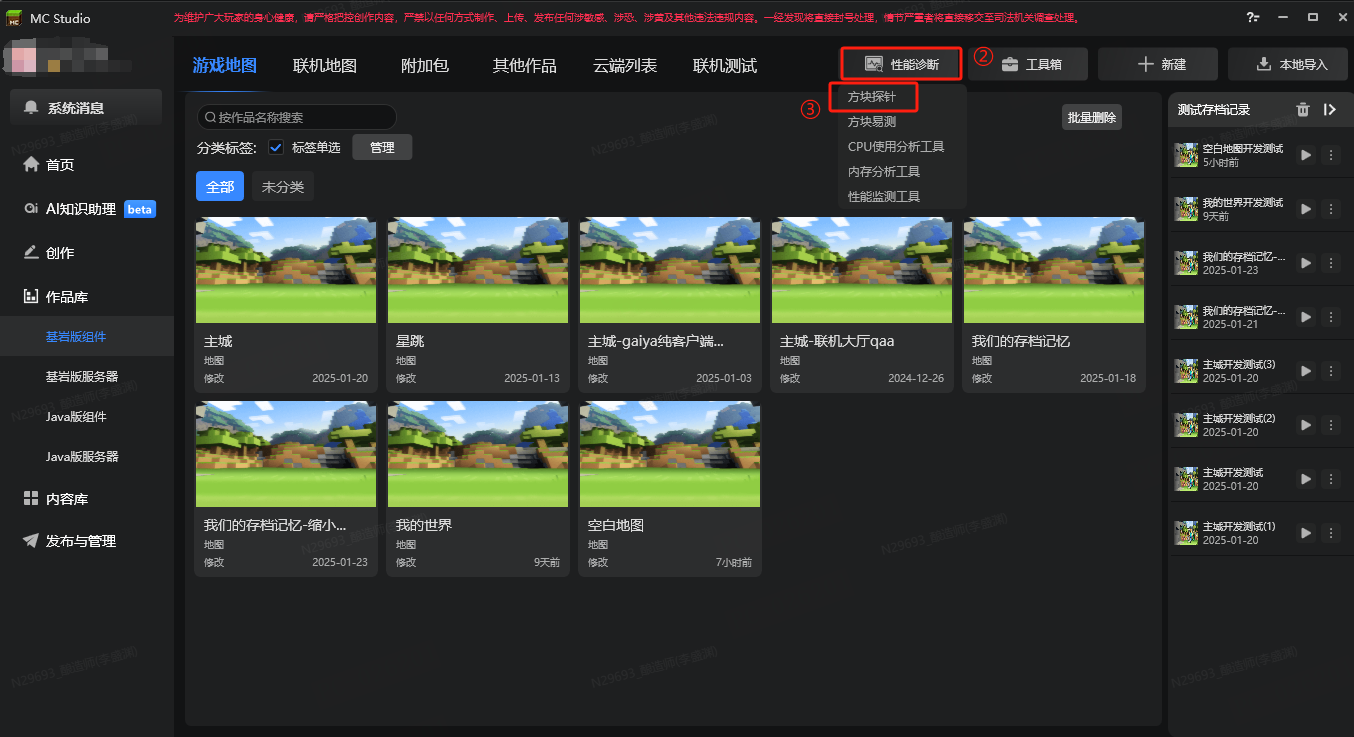 MC Studio
为维护广大玩家的身心健康，请严格把控创作内容，严禁以任何方式制作、上传、发布任何涉敏感、涉恐、涉黄及其他违法违规内容。一经发现将直接封号处理，情节严重者将直接移交至司法机关调查处理。
系统消息
首页
AI知识助理 beta
创作
作品库
基岩版组件
基岩版服务器
Java版组件
Java版服务器
内容库
发布与管理
游戏地图 联机地图 附加包 其他作品 云端列表 联机测试
性能诊断 ② 工具箱 新建 本地导入
③ 方块探针
方块易测
CPU使用分析工具
内存分析工具
性能监测工具
按作品名称搜索
批量删除
分类标签: 标签单选 管理
全部 未分类
主城
地图
修改 2025-01-20
星跳
地图
修改 2025-01-13
主城-gaiya纯客户端...
地图
修改 2025-01-03
主城-联机大厅qaa
地图
修改 2024-12-26
我们的存档记忆
地图
修改 2025-01-18
我们的存档记忆-缩小...
地图
修改 2025-01-23
我的世界
地图
修改 9天前
空白地图
地图
修改 7小时前
测试存档记录
空白地图开发测试
5小时前
我的世界开发测试
9天前
我们的存档记忆-...
2025-01-23
我们的存档记忆-...
2025-01-21
主城开发测试(3)
2025-01-20
主城开发测试(2)
2025-01-20
主城开发测试
2025-01-20
主城开发测试(1)
2025-01-20